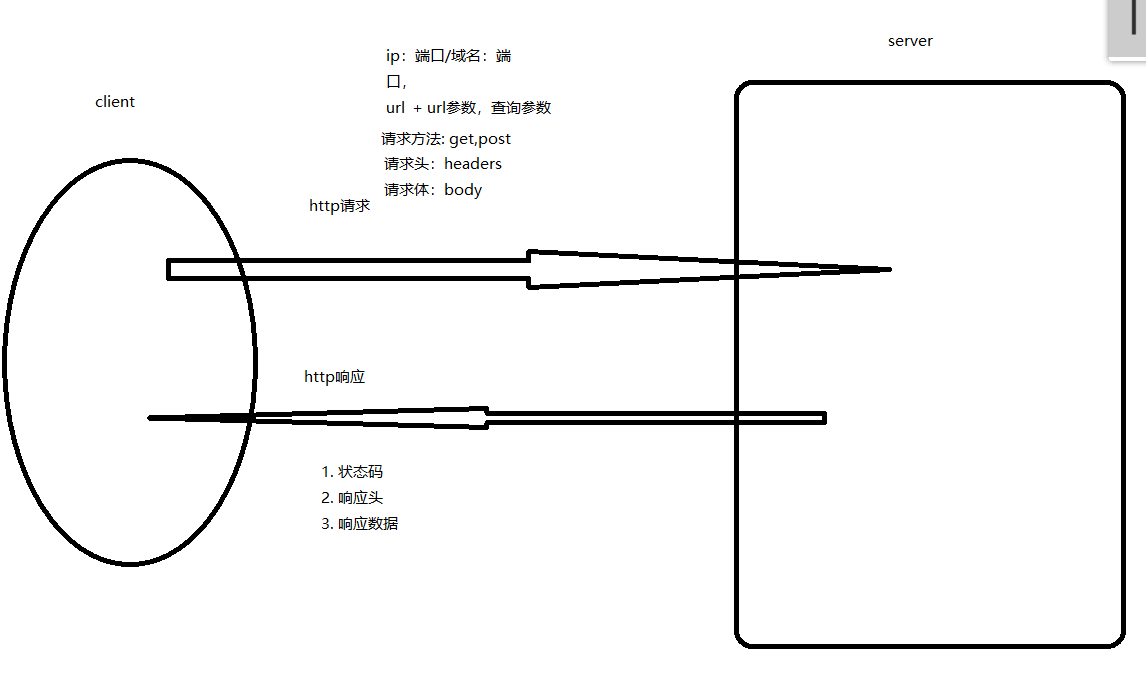 server
client
ip：端口/域名：端
口，
url + url参数，查询参数
请求方法: get,post
请求头：headers
请求体：body
http请求
http响应
1. 状态码
2. 响应头
3. 响应数据